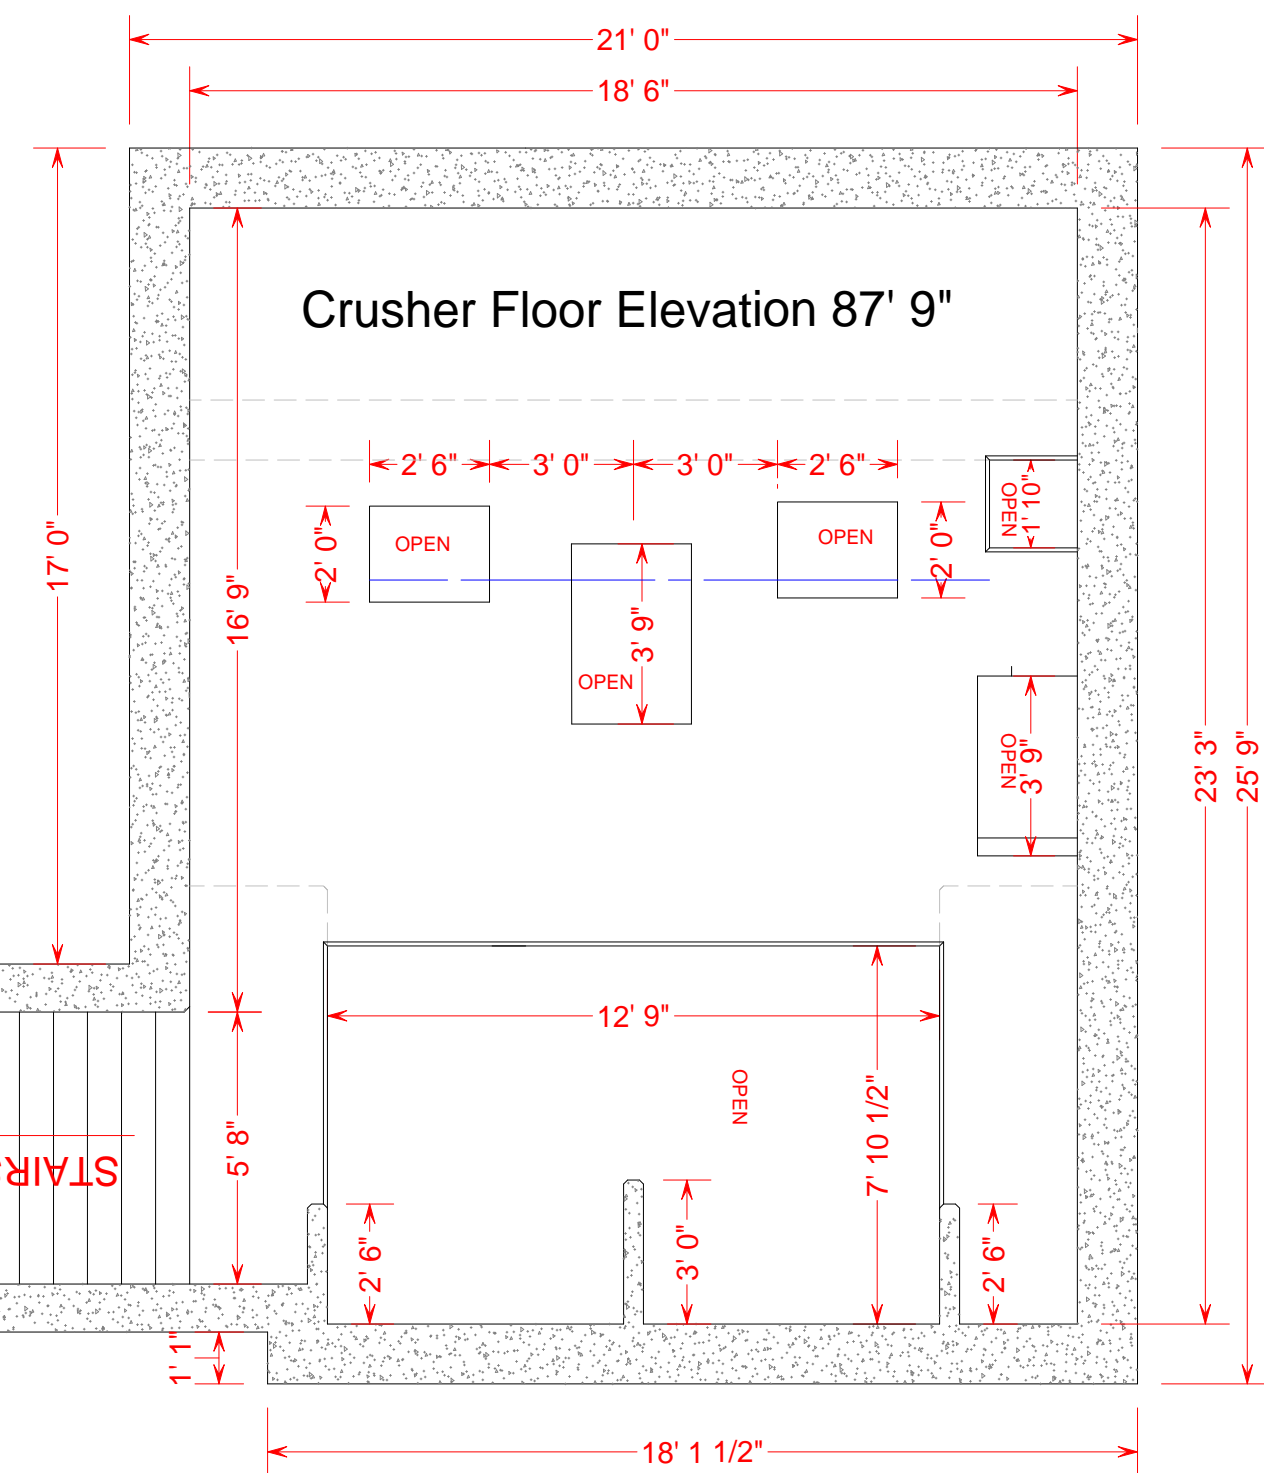 21' 0"
18' 6"
Crusher Floor Elevation 87' 9"
2' 6"
3' 0"
3' 0"
2' 6"
17' 0"
16' 9"
2' 0"
OPEN
OPEN
2' 0"
OPEN
1' 10"
3' 9"
OPEN
OPEN
3' 9"
23' 3"
25' 9"
12' 9"
OPEN
7' 10 1/2"
5' 8"
STAIR
2' 6"
3' 0"
2' 6"
1' 1"
18' 1 1/2"